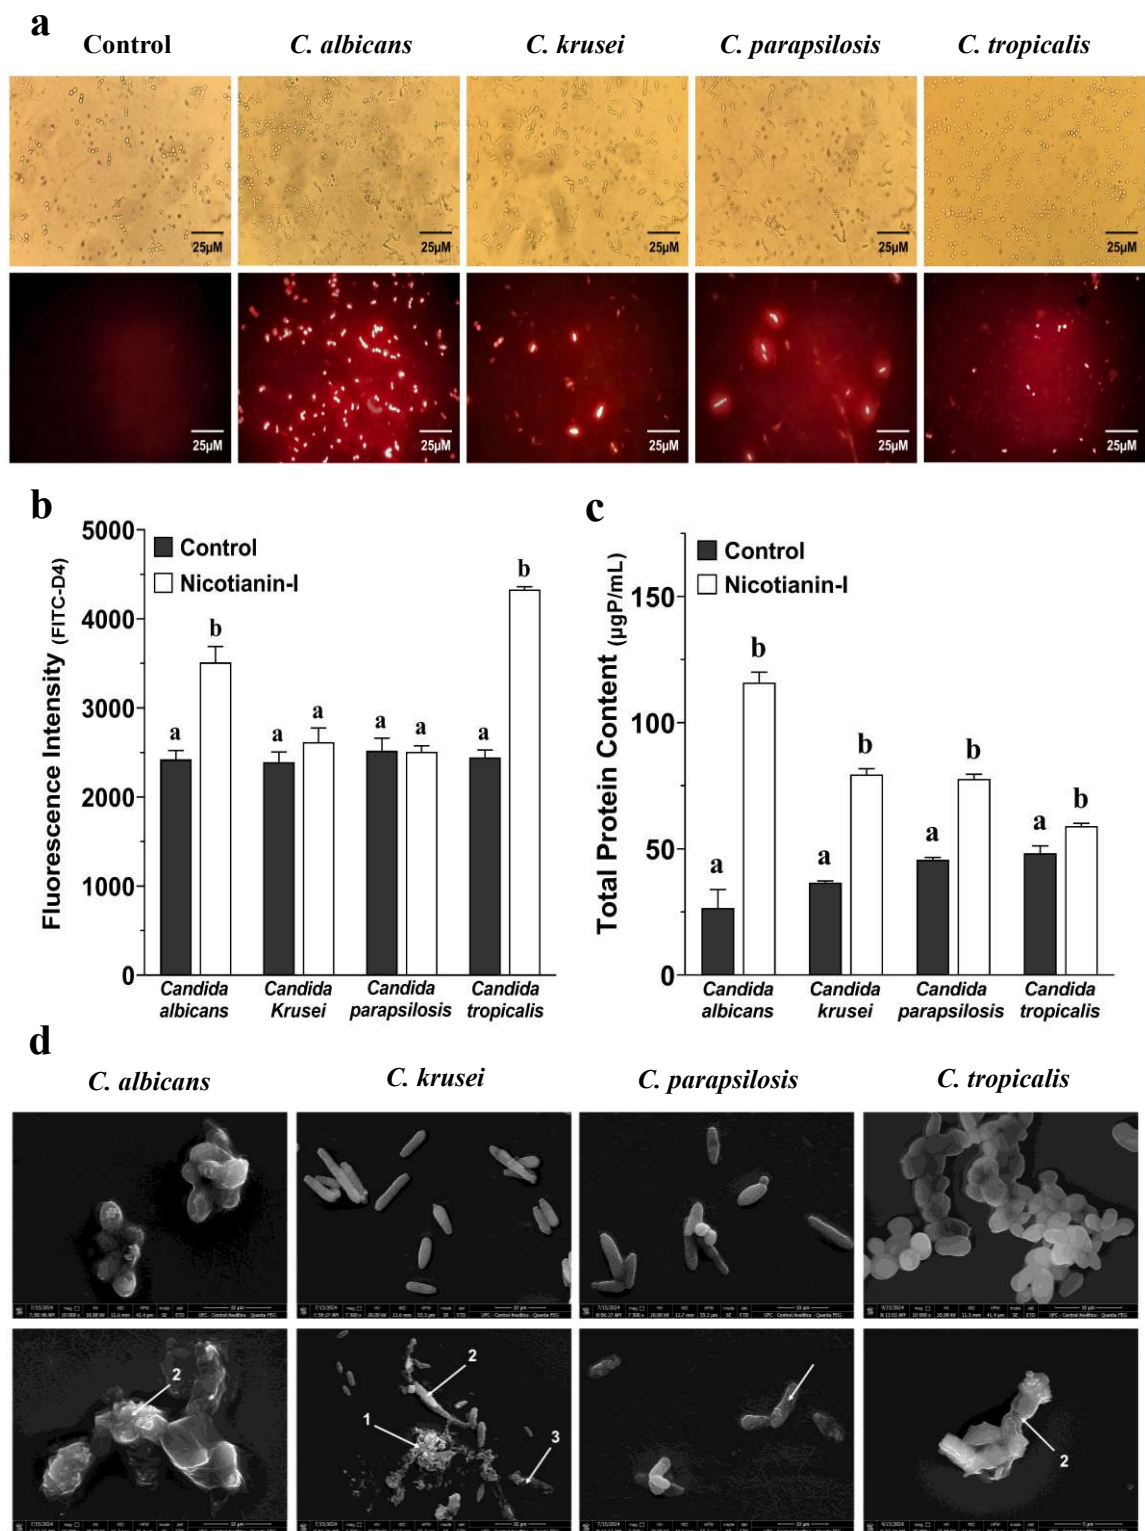 a
Control C. albicans C. krusei C. parapsilosis C. tropicalis
25µM 25µM 25µM 25µM 25µM
25µM 25µM 25µM 25µM 25µM
b
Fluorescence Intensity (FITC-D4)
5000
4000
3000
2000
1000
0
Control
Nicotianin-I
a b a a a a a b
Candida albicans
Candida Krusei
Candida parapsilosis
Candida tropicalis
c
Total Protein Content (µgP/mL)
150
100
50
0
Control
Nicotianin-I
a b a b a b a b
Candida albicans
Candida krusei
Candida parapsilosis
Candida tropicalis
d
C. albicans C. krusei C. parapsilosis C. tropicalis
2
2
1
3
2